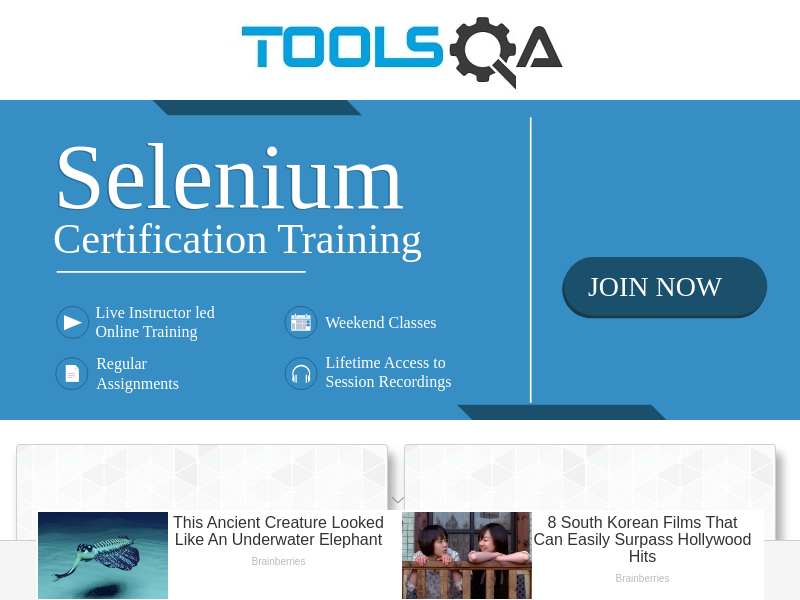 TOOLSQA
Selenium
Certification Training
JOIN NOW
Live Instructor led
Online Training
Weekend Classes
Regular
Assignments
Lifetime Access to
Session Recordings
This Ancient Creature Looked
Like An Underwater Elephant
Brainberries
8 South Korean Films That
Can Easily Surpass Hollywood
Hits
Brainberries